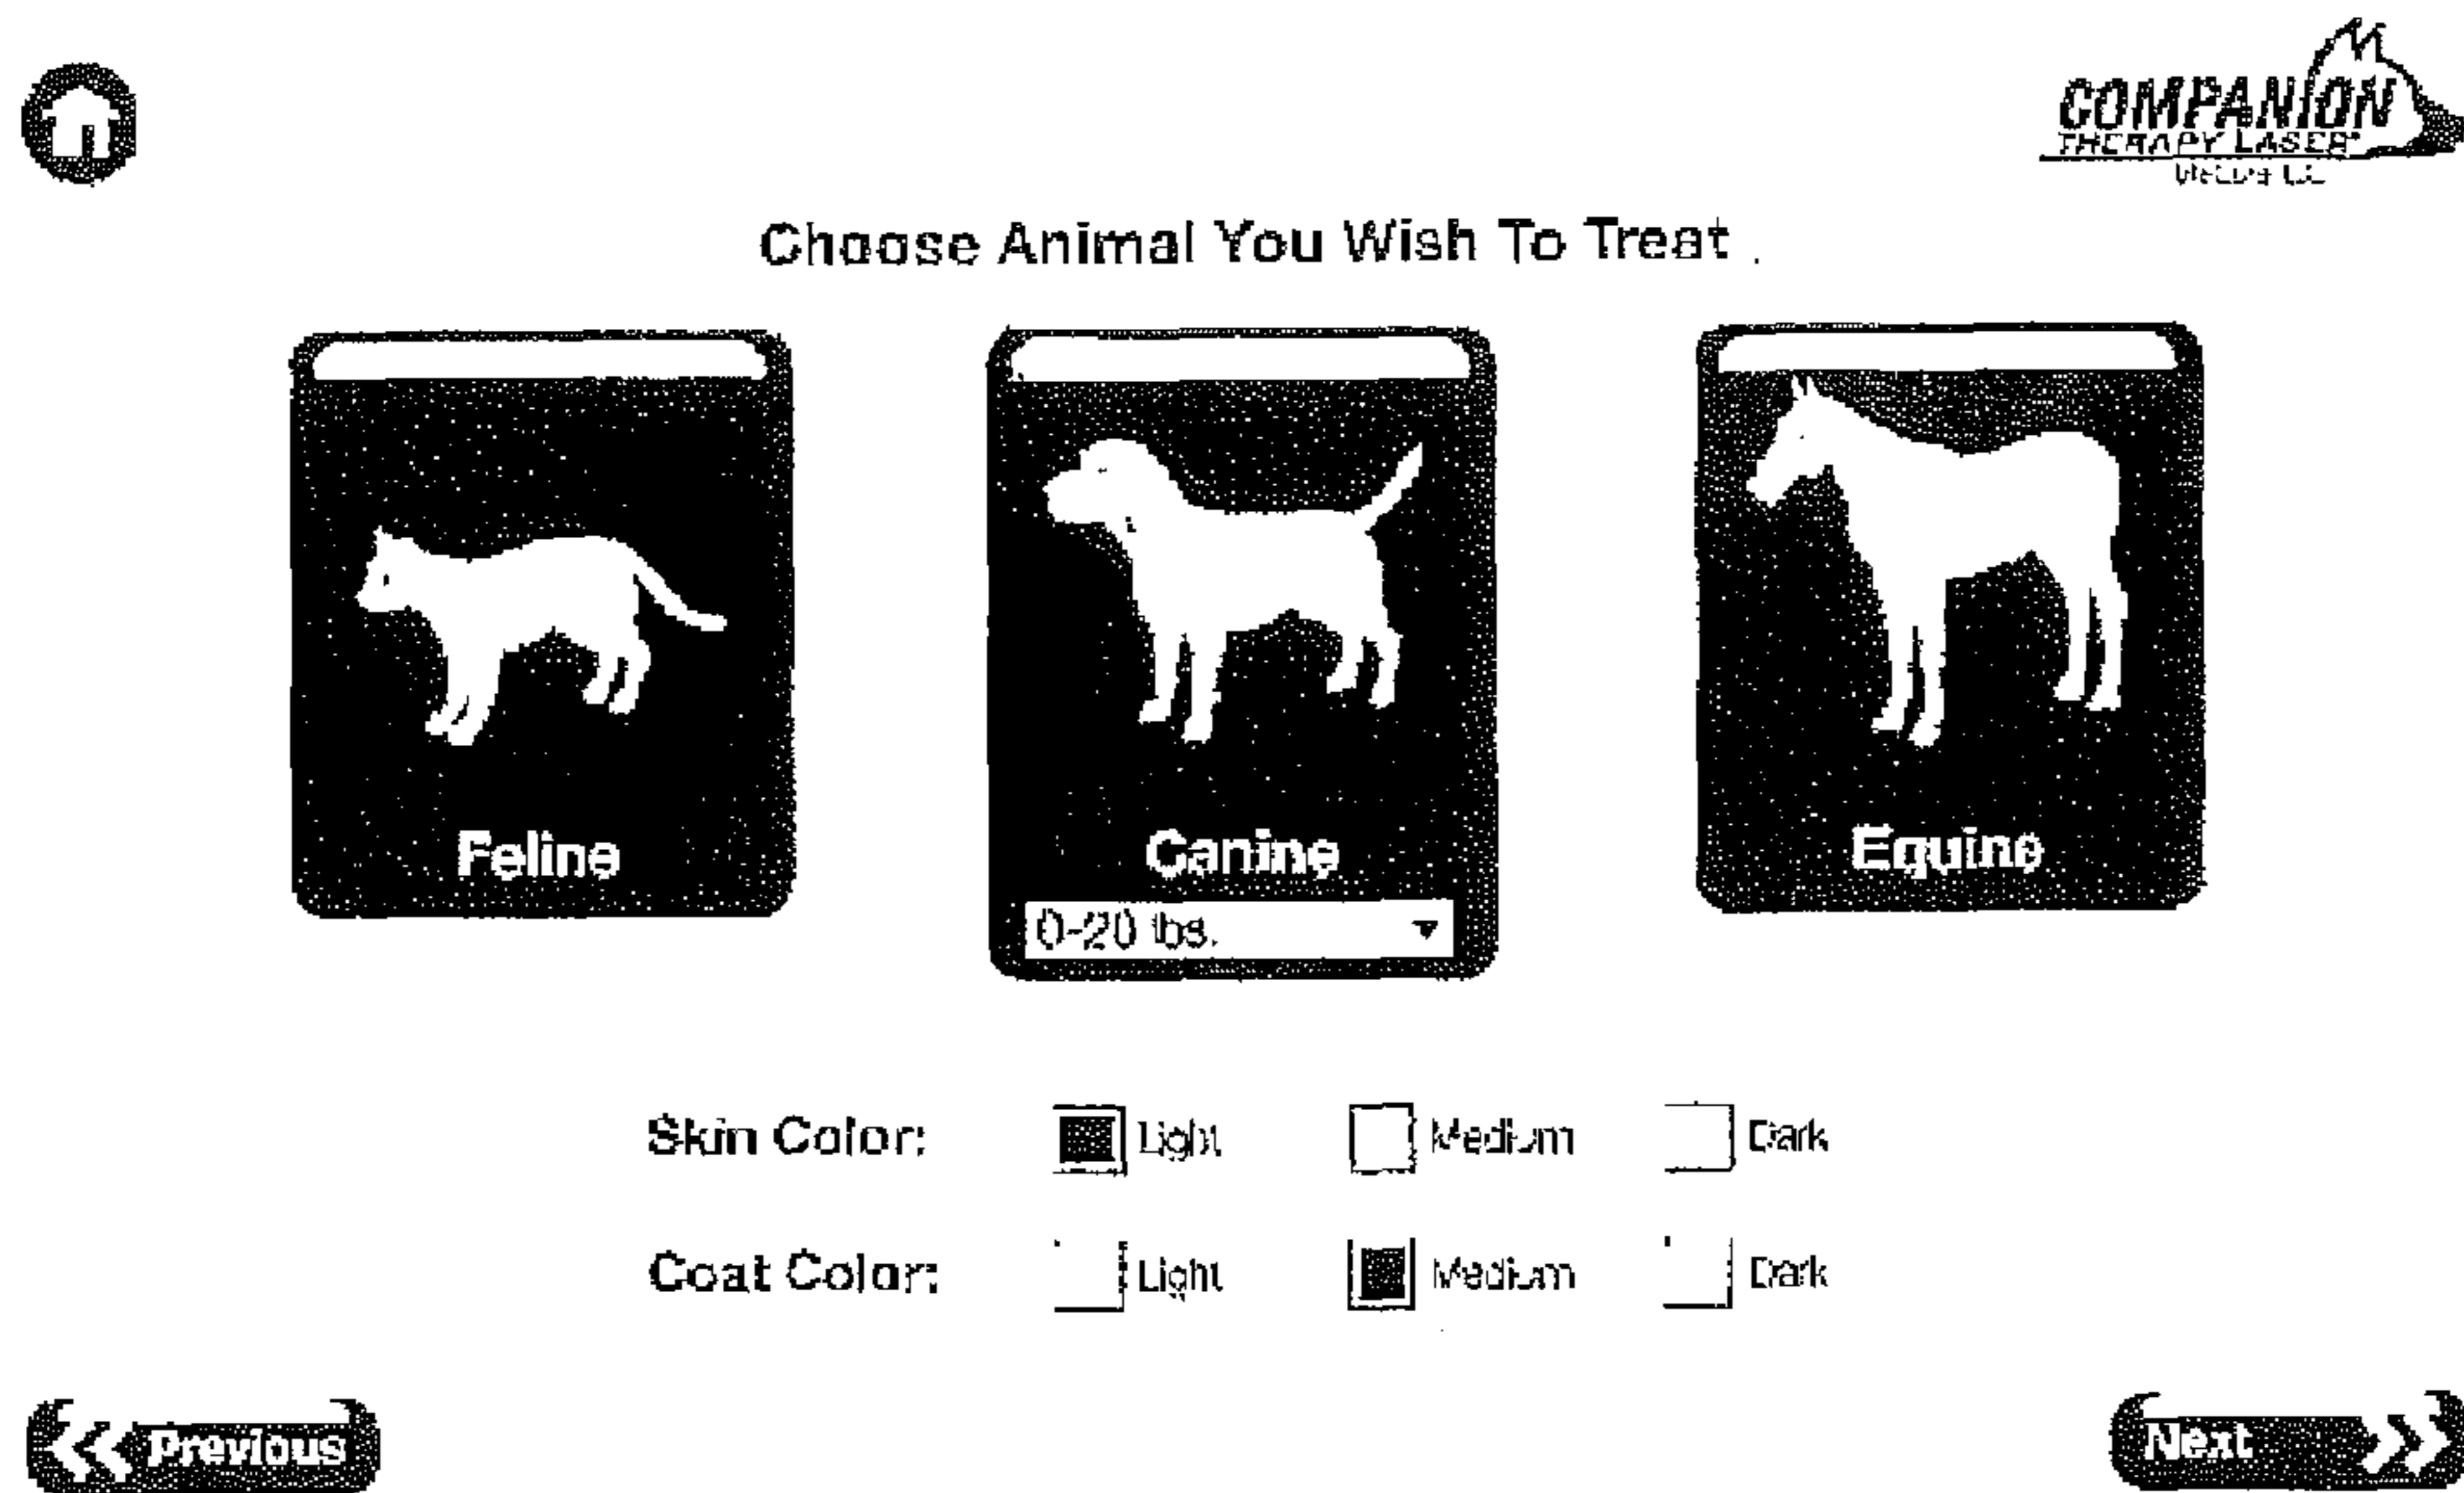 COMPANION
THERAPY LASER
Choose Animal You Wish To Treat .
Feline
Canine
Equine
0-20 lbs.
Skin Color: Light Medium Dark
Coat Color: Light Medium Dark
Previous
Next